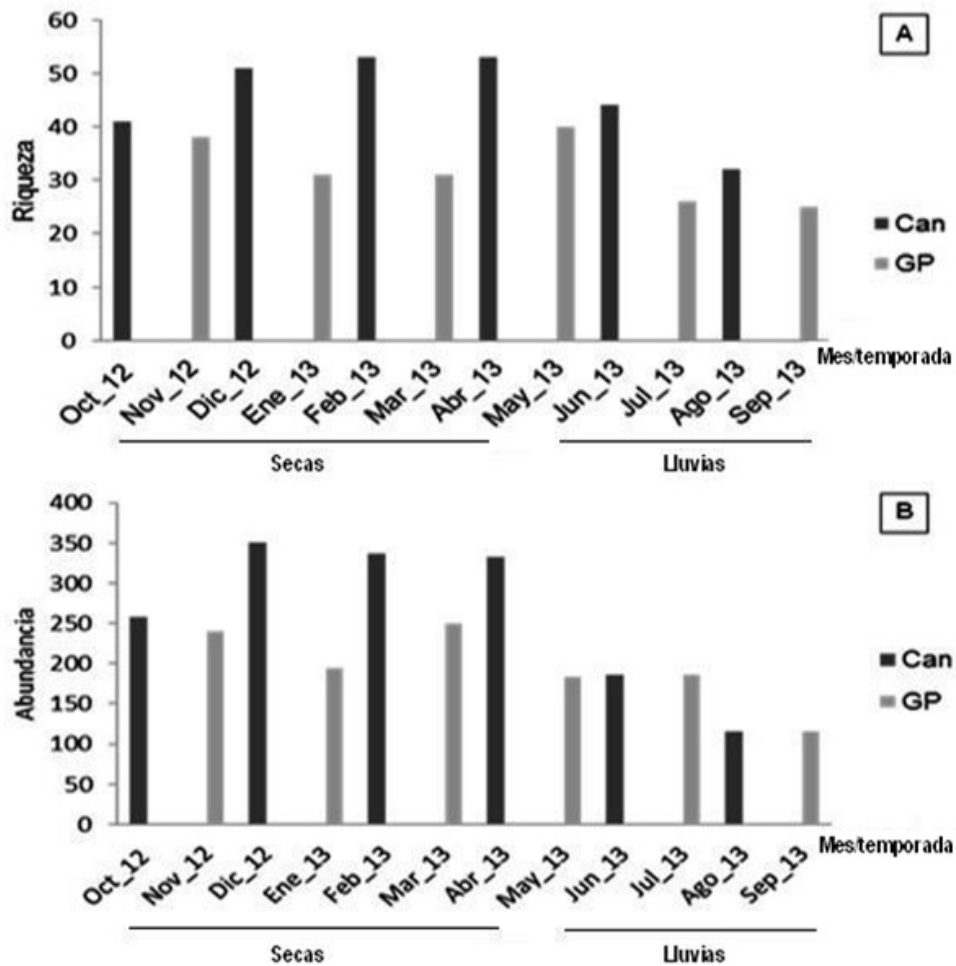 A
60
50
40
30
20
10
0
Riqueza
Can
GP
Oct_12
Nov_12
Dic_12
Ene_13
Feb_13
Mar_13
Abr_13
May_13
Jun_13
Jul_13
Ago_13
Sep_13
Mes/temporada
Secas
Lluvias
B
400
350
300
250
200
150
100
50
0
Abundancia
Can
GP
Oct_12
Nov_12
Dic_12
Ene_13
Feb_13
Mar_13
Abr_13
May_13
Jun_13
Jul_13
Ago_13
Sep_13
Mes/temporada
Secas
Lluvias